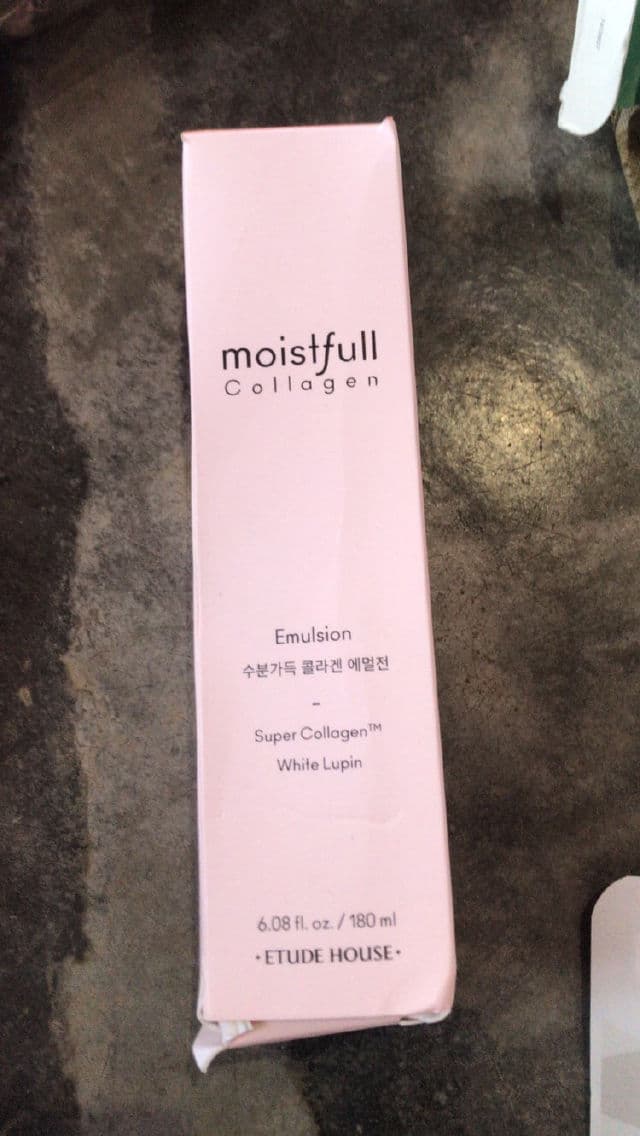 moistfull
Collagen
Emulsion
수분가득 콜라겐 에멀전
-
Super Collagen™
White Lupin
6.08 fl. oz. / 180 ml
·ETUDE HOUSE·